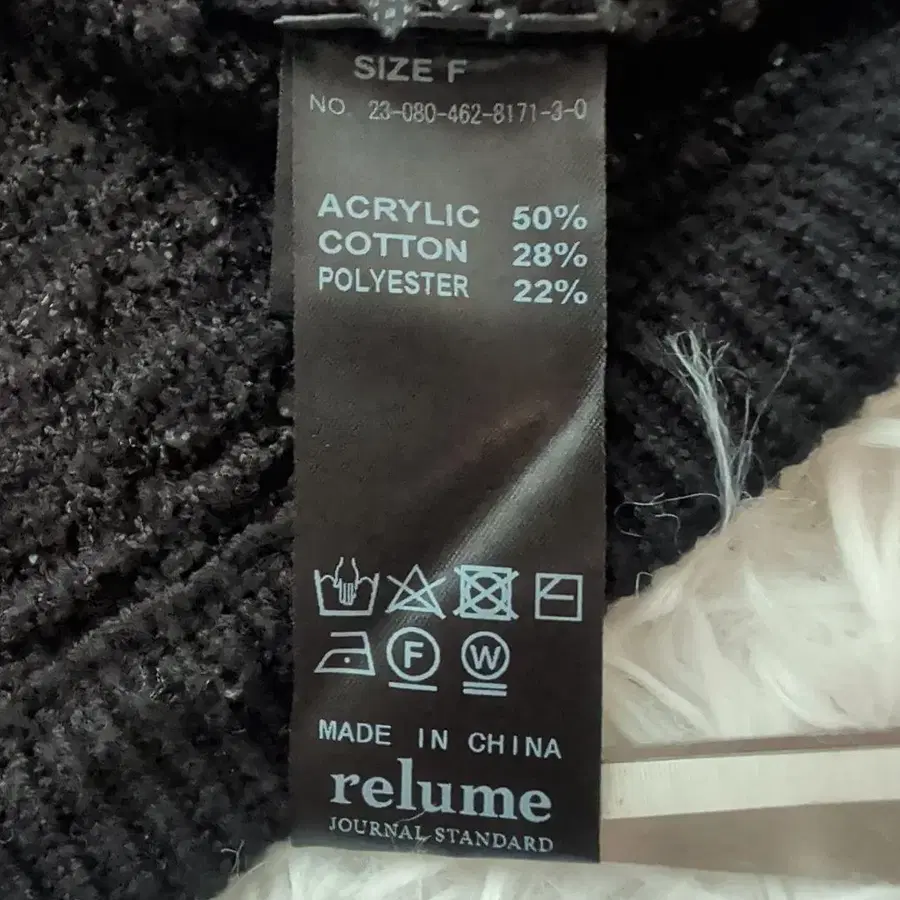 SIZE F
NO. 23-080-462-8171-3-0
ACRYLIC 50%
COTTON 28%
POLYESTER 22%
F W
MADE IN CHINA
relume
JOURNAL STANDARD